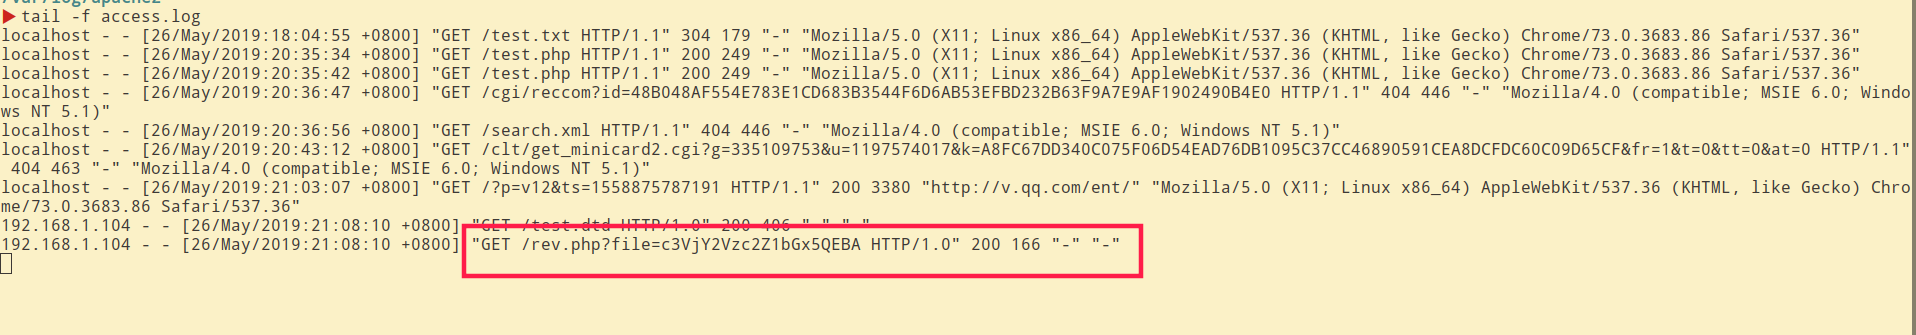 tail -f access.log
localhost - - [26/May/2019:18:04:55 +0800] "GET /test.txt HTTP/1.1" 304 179 "-" "Mozilla/5.0 (X11; Linux x86_64) AppleWebKit/537.36 (KHTML, like Gecko) Chrome/73.0.3683.86 Safari/537.36"
localhost - - [26/May/2019:20:35:34 +0800] "GET /test.php HTTP/1.1" 200 249 "-" "Mozilla/5.0 (X11; Linux x86_64) AppleWebKit/537.36 (KHTML, like Gecko) Chrome/73.0.3683.86 Safari/537.36"
localhost - - [26/May/2019:20:35:42 +0800] "GET /test.php HTTP/1.1" 200 249 "-" "Mozilla/5.0 (X11; Linux x86_64) AppleWebKit/537.36 (KHTML, like Gecko) Chrome/73.0.3683.86 Safari/537.36"
localhost - - [26/May/2019:20:36:47 +0800] "GET /cgi/reccom?id=48B048AF554E783E1CD683B3544F6D6AB53EFBD232B63F9A7E9AF1902490B4E0 HTTP/1.1" 404 446 "-" "Mozilla/4.0 (compatible; MSIE 6.0; Windo
ws NT 5.1)"
localhost - - [26/May/2019:20:36:56 +0800] "GET /search.xml HTTP/1.1" 404 446 "-" "Mozilla/4.0 (compatible; MSIE 6.0; Windows NT 5.1)"
localhost - - [26/May/2019:20:43:12 +0800] "GET /clt/get_minicard2.cgi?g=335109753&u=1197574017&k=A8FC67DD340C075F06D54EAD76DB1095C37CC46890591CEA8DCFDC60C09D65CF&fr=1&t=0&tt=0&at=0 HTTP/1.1"
404 463 "-" "Mozilla/4.0 (compatible; MSIE 6.0; Windows NT 5.1)"
localhost - - [26/May/2019:21:03:07 +0800] "GET /?p=v12&ts=1558875787191 HTTP/1.1" 200 3380 "http://v.qq.com/ent/" "Mozilla/5.0 (X11; Linux x86_64) AppleWebKit/537.36 (KHTML, like Gecko) Chro
me/73.0.3683.86 Safari/537.36"
192.168.1.104 - - [26/May/2019:21:08:10 +0800] "GET /test.dtd HTTP/1.0" 200 406 "-" "-"
192.168.1.104 - - [26/May/2019:21:08:10 +0800] "GET /rev.php?file=c3VjY2Vzc2Z1bGx5QEBA HTTP/1.0" 200 166 "-" "-"